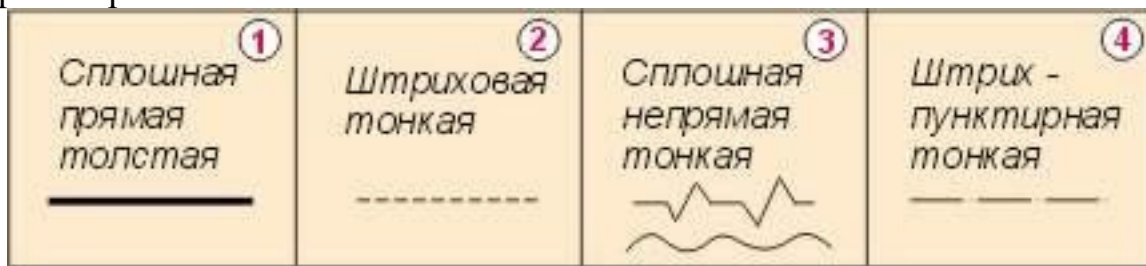 1
Сплошная
прямая
толстая
2
Штриховая
тонкая
3
Сплошная
непрямая
тонкая
4
Штрих -
пунктирная
тонкая